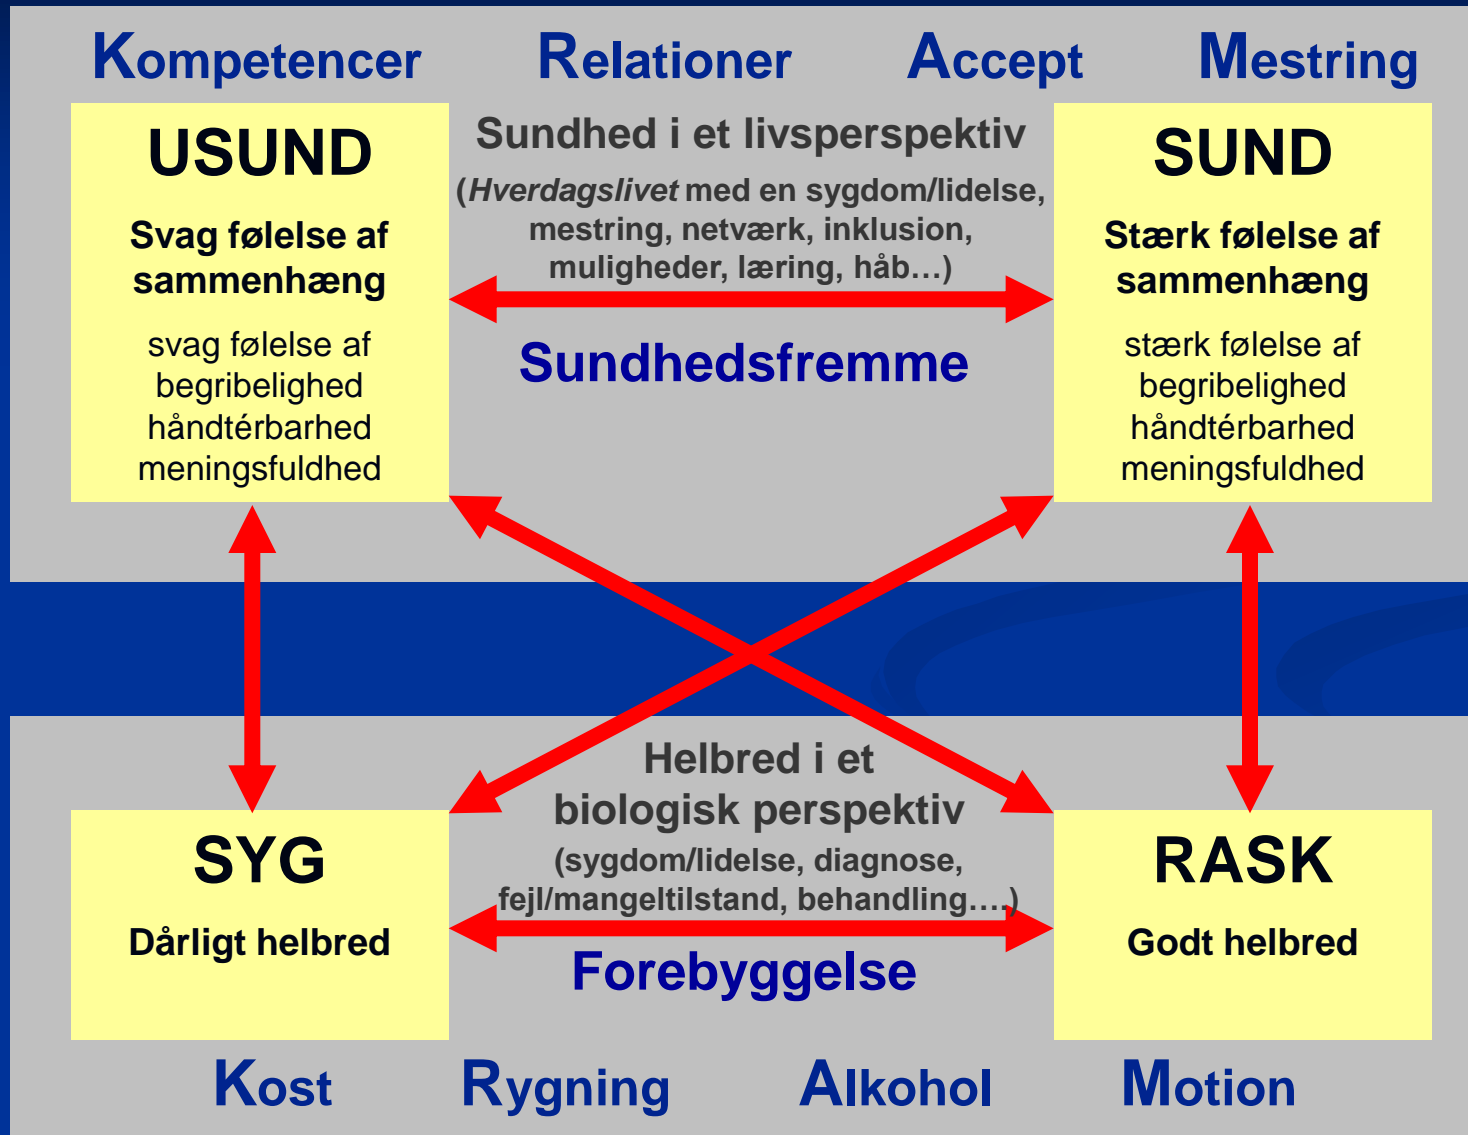 Kompetencer Relationer Accept Mestring
USUND
Svag følelse af
sammenhæng
svag følelse af
begribelighed
håndtérbarhed
meningsfuldhed
Sundhed i et livsperspektiv
(Hverdagslivet med en sygdom/lidelse,
mestring, netværk, inklusion,
muligheder, læring, håb…)
Sundhedsfremme
SUND
Stærk følelse af
sammenhæng
stærk følelse af
begribelighed
håndtérbarhed
meningsfuldhed
SYG
Dårligt helbred
Helbred i et
biologisk perspektiv
(sygdom/lidelse, diagnose,
fejl/mangeltilstand, behandling….)
Forebyggelse
RASK
Godt helbred
Kost Rygning Alkohol Motion